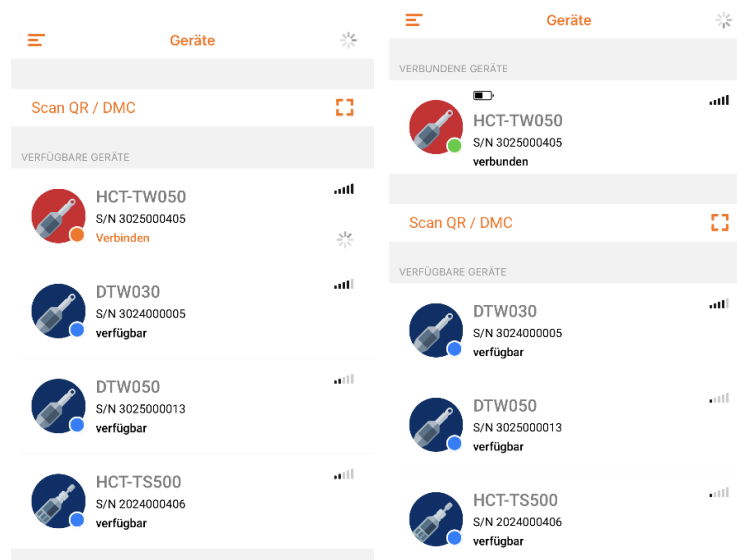 Geräte
Scan QR / DMC
VERFÜGBARE GERÄTE
HCT-TW050
S/N 3025000405
Verbinden
DTW030
S/N 3024000005
verfügbar
DTW050
S/N 3025000013
verfügbar
HCT-TS500
S/N 2024000406
verfügbar
Geräte
VERBUNDENE GERÄTE
HCT-TW050
S/N 3025000405
verbunden
Scan QR / DMC
VERFÜGBARE GERÄTE
DTW030
S/N 3024000005
verfügbar
DTW050
S/N 3025000013
verfügbar
HCT-TS500
S/N 2024000406
verfügbar